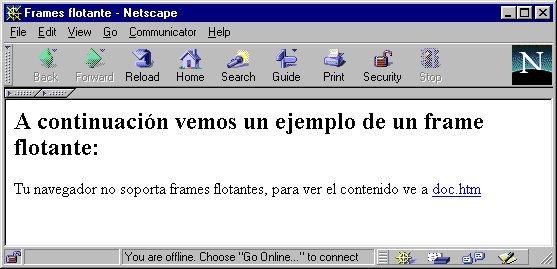 Frames flotante - Netscape
File Edit View Go Communicator Help
Back Forward Reload Home Search Guide Print Security Stop
N
A continuación vemos un ejemplo de un frame
flotante:
Tu navegador no soporta frames flotantes, para ver el contenido ve a doc.htm
You are offline. Choose "Go Online..." to connect